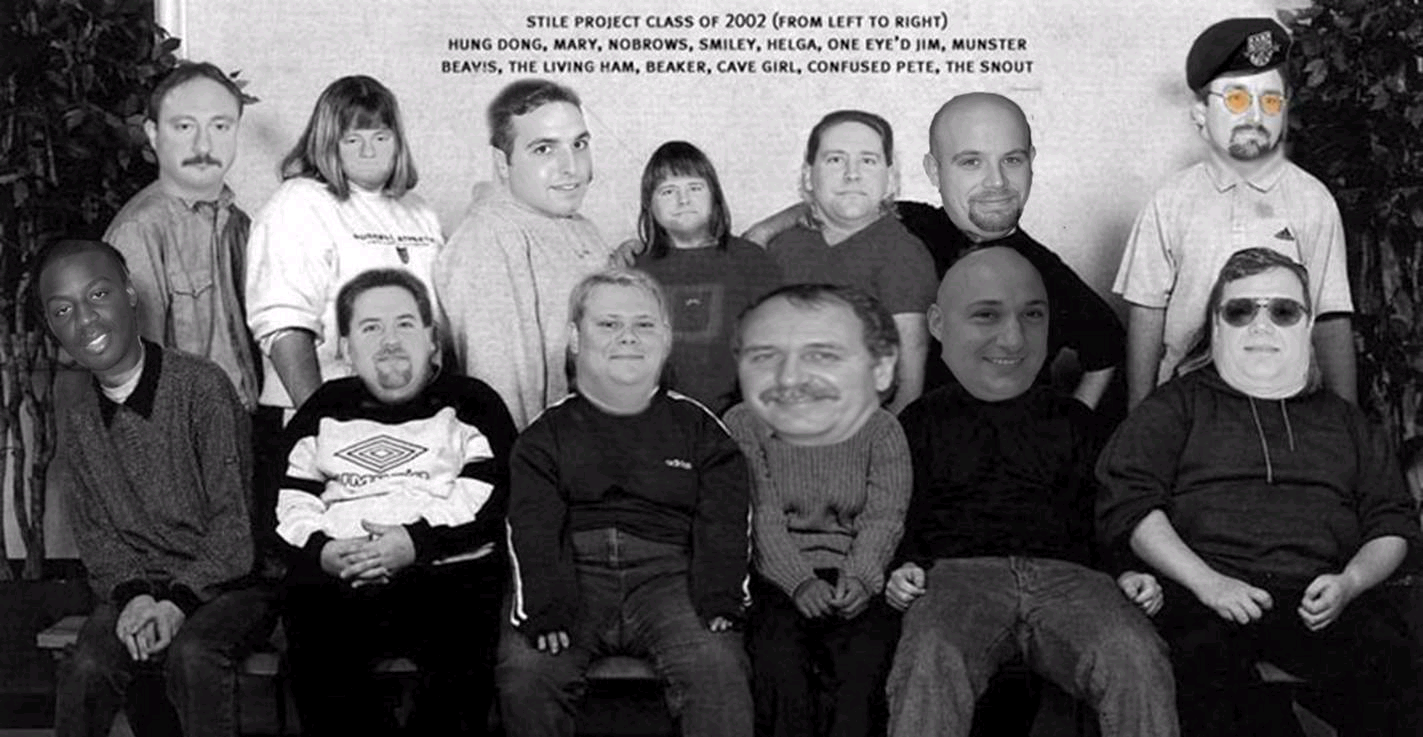 STILE PROJECT CLASS OF 2002 (FROM LEFT TO RIGHT)
HUNG DONG, MARY, NOBROWS, SMILEY, HELGA, ONE EYE'D JIM, MUNSTER
BEAVIS, THE LIVING HAM, BEAKER, CAVE GIRL, CONFUSED PETE, THE SNOUT
adidas